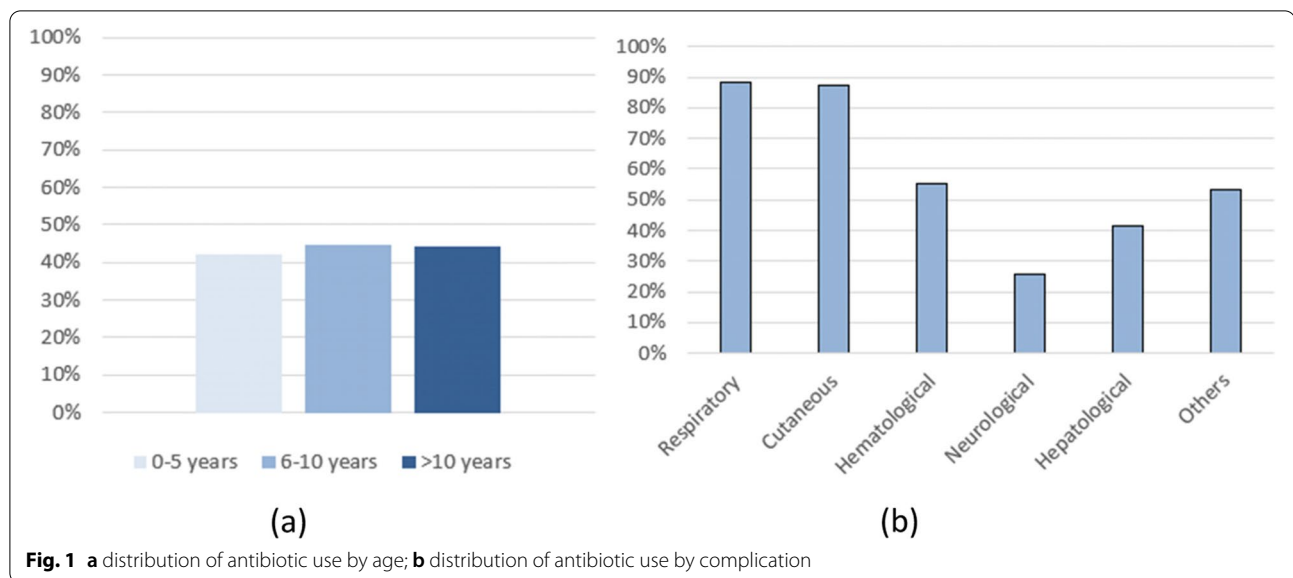 100%
90%
80%
70%
60%
50%
40%
30%
20%
10%
0%
0-5 years 6-10 years >10 years
(a)
100%
90%
80%
70%
60%
50%
40%
30%
20%
10%
0%
Respiratory
Cutaneous
Hematological
Neurological
Hepatological
Others
(b)
Fig. 1 a distribution of antibiotic use by age; b distribution of antibiotic use by complication